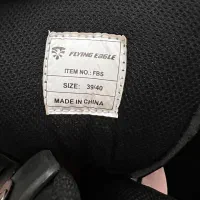 FLYING EAGLE
ITEM NO.: FBS
SIZE: 39/40
MADE IN CHINA